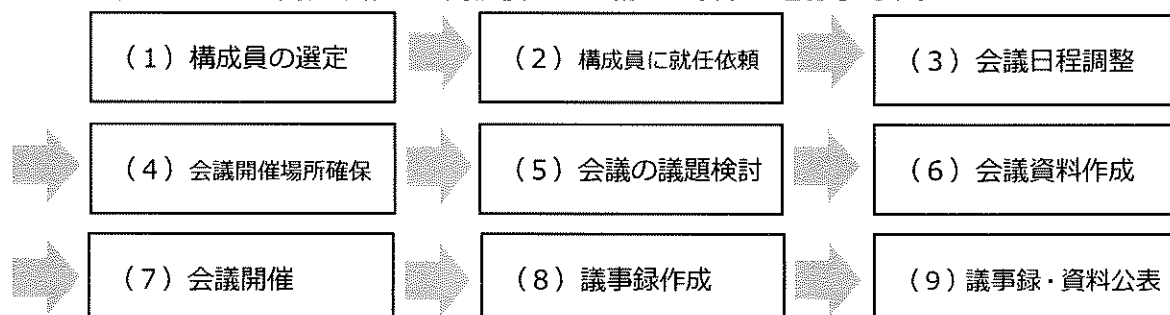 (1) 構成員の選定
(2) 構成員に就任依頼
(3) 会議日程調整
(4) 会議開催場所確保
(5) 会議の議題検討
(6) 会議資料作成
(7) 会議開催
(8) 議事録作成
(9) 議事録・資料公表